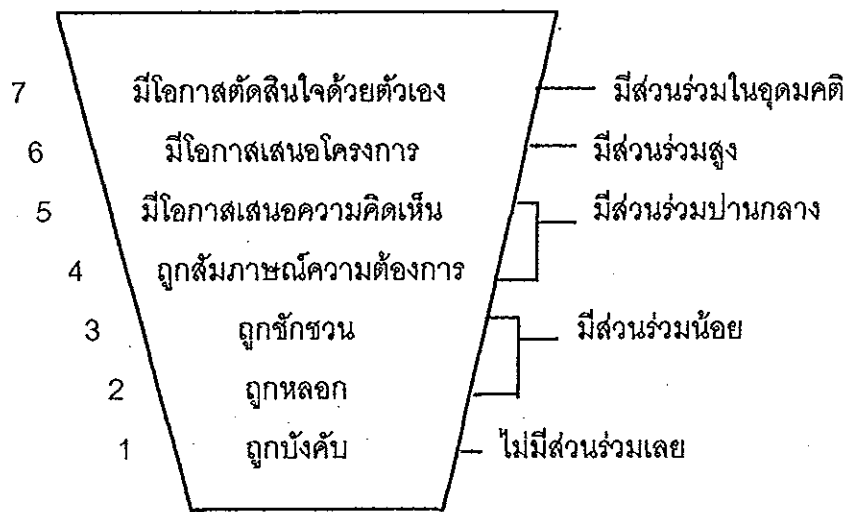 7 มีโอกาสตัดสินใจด้วยตัวเอง มีส่วนร่วมในอุดมคติ
6 มีโอกาสเสนอโครงการ มีส่วนร่วมสูง
5 มีโอกาสเสนอความคิดเห็น มีส่วนร่วมปานกลาง
4 ถูกสัมภาษณ์ความต้องการ
3 ถูกชักชวน มีส่วนร่วมน้อย
2 ถูกหลอก
1 ถูกบังคับ ไม่มีส่วนร่วมเลย